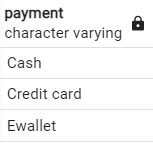 payment
character varying
Cash
Credit card
Ewallet